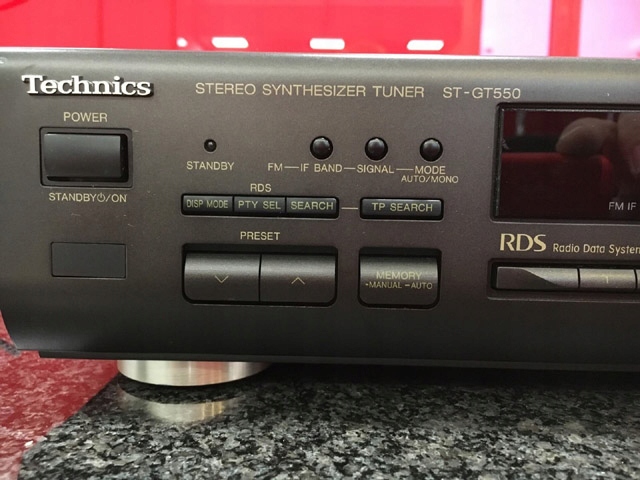 Technics
STEREO SYNTHESIZER TUNER ST-GT550
POWER
STANDBY⏻/ON
STANDBY
FM — IF BAND — SIGNAL — MODE
AUTO/MONO
RDS
DISP MODE PTY SEL SEARCH
TP SEARCH
PRESET
MEMORY
-MANUAL -AUTO
FM IF
RDS Radio Data System
1